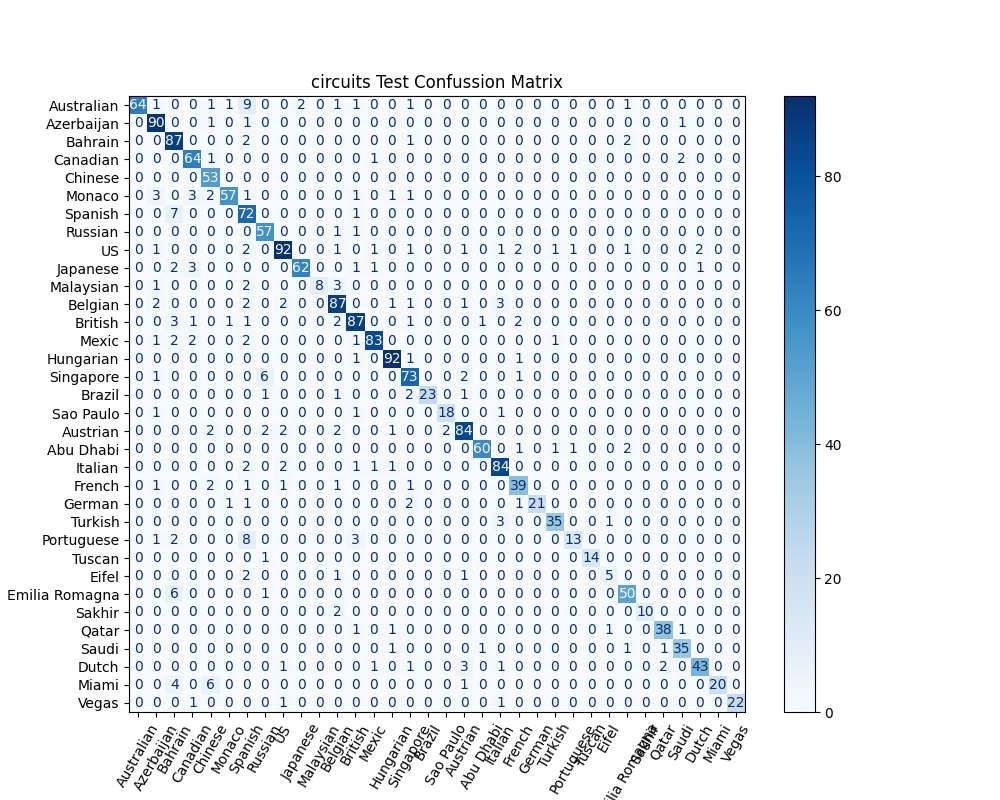 circuits Test Confussion Matrix
Australian 64 1 0 0 1 1 9 0 0 2 0 1 1 0 0 1 0 0 0 0 0 0 0 0 0 0 0 1 0 0 0 0 0 0
Azerbaijan 0 90 0 0 1 0 1 0 0 0 0 0 0 0 0 0 0 0 0 0 0 0 0 0 0 0 0 0 0 0 1 0 0 0
Bahrain 0 0 87 0 0 0 2 0 0 0 0 0 0 0 0 1 0 0 0 0 0 0 0 0 0 0 0 2 0 0 0 0 0 0
Canadian 0 0 0 64 1 0 0 0 0 0 0 0 0 1 0 0 0 0 0 0 0 0 0 0 0 0 0 0 0 0 2 0 0 0
Chinese 0 0 0 0 53 0 0 0 0 0 0 0 0 0 0 0 0 0 0 0 0 0 0 0 0 0 0 0 0 0 0 0 0 0
Monaco 0 3 0 3 2 57 1 0 0 0 0 0 1 0 1 1 0 0 0 0 0 0 0 0 0 0 0 0 0 0 0 0 0 0
Spanish 0 0 7 0 0 0 72 0 0 0 0 0 1 0 0 0 0 0 0 0 0 0 0 0 0 0 0 0 0 0 0 0 0 0
Russian 0 0 0 0 0 0 0 57 0 0 0 1 1 0 0 0 0 0 0 0 0 0 0 0 0 0 0 0 0 0 0 0 0 0
US 0 1 0 0 0 0 2 0 92 0 0 1 0 1 0 1 0 0 1 0 1 2 0 1 1 0 0 1 0 0 0 2 0 0
Japanese 0 0 2 3 0 0 0 0 0 62 0 0 1 1 0 0 0 0 0 0 0 0 0 0 0 0 0 0 0 0 0 1 0 0
Malaysian 0 1 0 0 0 0 2 0 0 0 8 3 0 0 0 0 0 0 0 0 0 0 0 0 0 0 0 0 0 0 0 0 0 0
Belgian 0 2 0 0 0 0 2 0 2 0 0 87 0 0 1 1 0 0 1 0 3 0 0 0 0 0 0 0 0 0 0 0 0 0
British 0 0 3 1 0 1 1 0 0 0 0 2 87 0 0 1 0 0 0 1 0 2 0 0 0 0 0 0 0 0 0 0 0 0
Mexic 0 1 2 2 0 0 2 0 0 0 0 0 1 83 0 0 0 0 0 0 0 0 0 1 0 0 0 0 0 0 0 0 0 0
Hungarian 0 0 0 0 0 0 0 0 0 0 0 0 1 0 92 1 0 0 0 0 0 1 0 0 0 0 0 0 0 0 0 0 0 0
Singapore 0 1 0 0 0 0 0 6 0 0 0 0 0 0 0 73 0 0 2 0 0 1 0 0 0 0 0 0 0 0 0 0 0 0
Brazil 0 0 0 0 0 0 0 1 0 0 0 1 0 0 0 2 23 0 1 0 0 0 0 0 0 0 0 0 0 0 0 0 0 0
Sao Paulo 0 1 0 0 0 0 0 0 0 0 0 0 1 0 0 0 0 18 0 0 1 0 0 0 0 0 0 0 0 0 0 0 0 0
Austrian 0 0 0 0 2 0 0 2 2 0 0 2 0 0 1 0 0 2 84 0 0 0 0 0 0 0 0 0 0 0 0 0 0 0
Abu Dhabi 0 0 0 0 0 0 0 0 0 0 0 0 0 0 0 0 0 0 0 60 0 1 0 1 1 0 0 2 0 0 0 0 0 0
Italian 0 0 0 0 0 0 2 0 2 0 0 0 1 1 1 0 0 0 0 0 84 0 0 0 0 0 0 0 0 0 0 0 0 0
French 0 1 0 0 2 0 1 0 1 0 0 1 0 0 0 1 0 0 0 0 0 39 0 0 0 0 0 0 0 0 0 0 0 0
German 0 0 0 0 0 1 1 0 0 0 0 0 0 0 0 2 0 0 0 0 0 1 21 0 0 0 0 0 0 0 0 0 0 0
Turkish 0 0 0 0 0 0 0 0 0 0 0 0 0 0 0 0 0 0 0 0 3 0 0 35 0 0 1 0 0 0 0 0 0 0
Portuguese 0 1 2 0 0 0 8 0 0 0 0 0 3 0 0 0 0 0 0 0 0 0 0 0 13 0 0 0 0 0 0 0 0 0
Tuscan 0 0 0 0 0 0 0 1 0 0 0 0 0 0 0 0 0 0 0 0 0 0 0 0 0 14 0 0 0 0 0 0 0 0
Eifel 0 0 0 0 0 0 2 0 0 0 0 1 0 0 0 0 0 0 1 0 0 0 0 0 0 0 5 0 0 0 0 0 0 0
Emilia Romagna 0 0 6 0 0 0 0 1 0 0 0 0 0 0 0 0 0 0 0 0 0 0 0 0 0 0 0 50 0 0 0 0 0 0
Sakhir 0 0 0 0 0 0 0 0 0 0 0 2 0 0 0 0 0 0 0 0 0 0 0 0 0 0 0 0 10 0 0 0 0 0
Qatar 0 0 0 0 0 0 0 0 0 0 0 0 1 0 1 0 0 0 0 0 0 0 0 0 0 0 1 0 0 38 1 0 0 0
Saudi 0 0 0 0 0 0 0 0 0 0 0 0 0 0 1 0 0 0 0 1 0 0 0 0 0 0 0 1 0 1 35 0 0 0
Dutch 0 0 0 0 0 0 0 0 1 0 0 0 0 1 0 1 0 0 3 0 1 0 0 0 0 0 0 0 0 2 0 43 0 0
Miami 0 0 4 0 6 0 0 0 0 0 0 0 0 0 0 0 0 0 1 0 0 0 0 0 0 0 0 0 0 0 0 0 20 0
Vegas 0 0 0 1 0 0 0 0 1 0 0 0 0 0 0 0 0 0 0 0 1 0 0 0 0 0 0 0 0 0 0 0 0 22
Australian Azerbaijan Bahrain Canadian Chinese Monaco Spanish Russian US Japanese Malaysian Belgian British Mexic Hungarian Singapore Brazil Sao Paulo Austrian Abu Dhabi Italian French German Turkish Portuguese Tuscan Eifel Qatar Saudi Dutch Miami Vegas
80
60
40
20
0